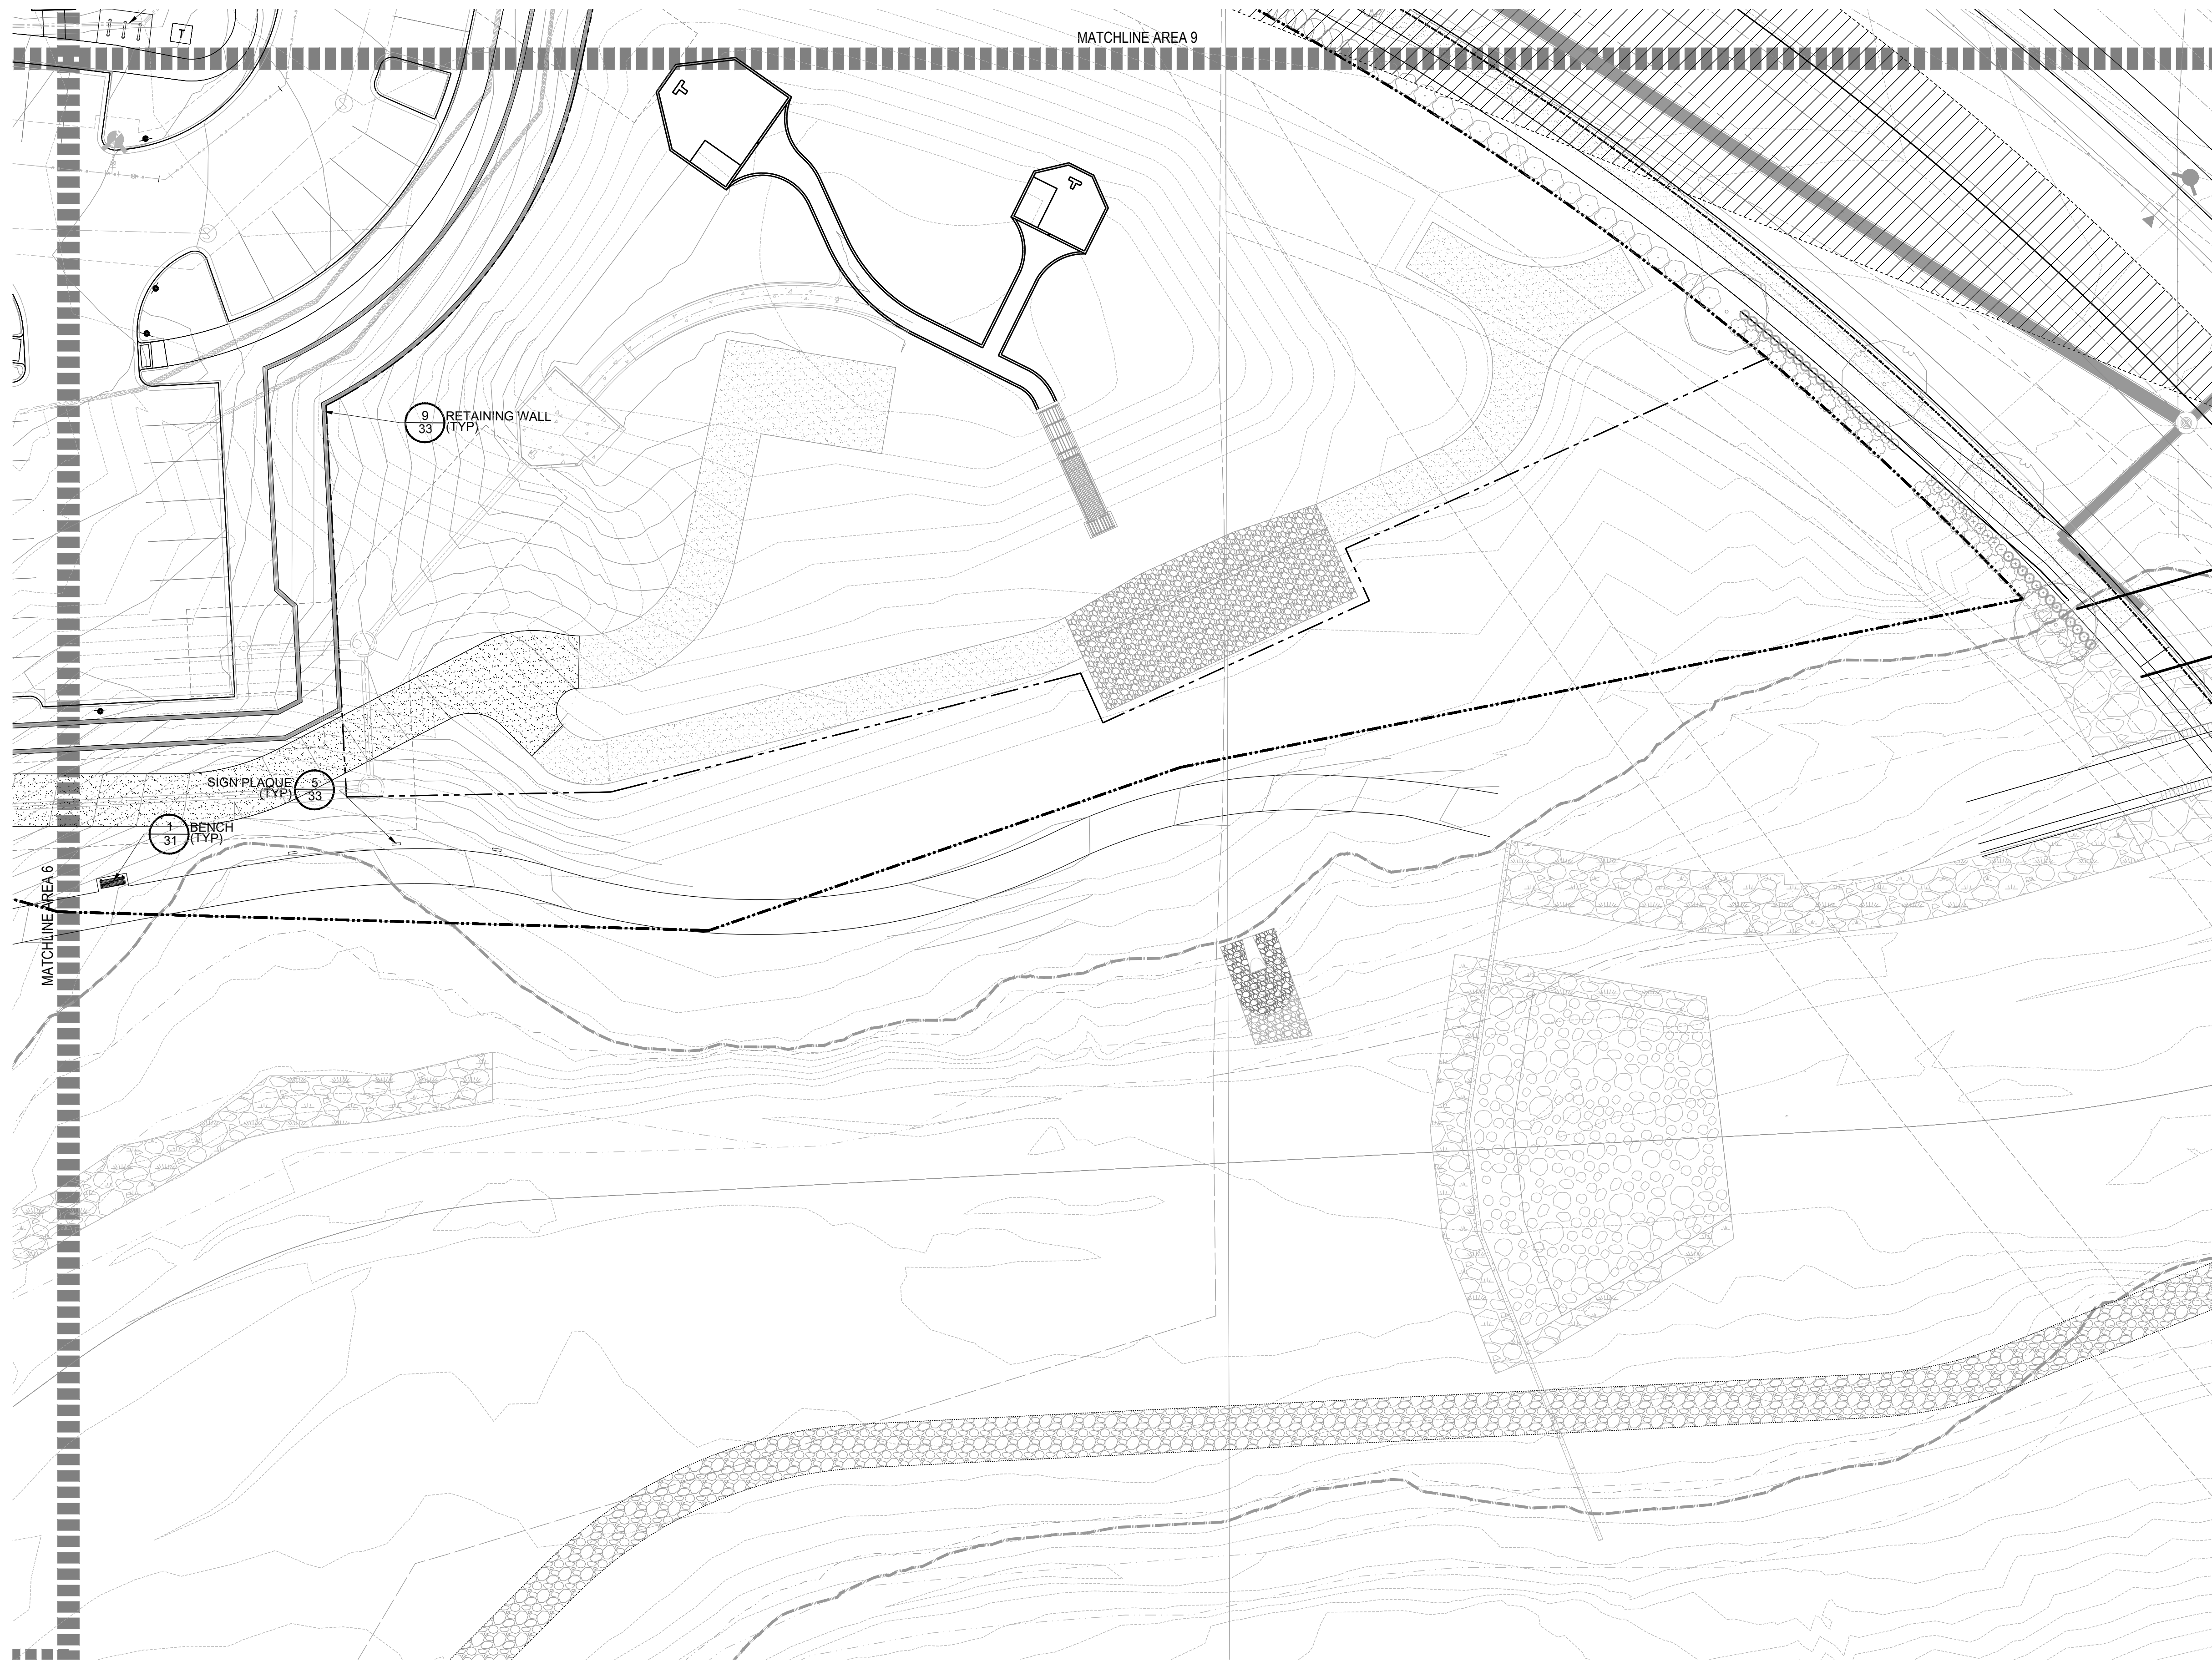 MATCHLINE AREA 9
T
T
T
9
33
RETAINING WALL
(TYP)
SIGN PLAQUE
(TYP)
5
33
1
31
BENCH
(TYP)
MATCHLINE AREA 6